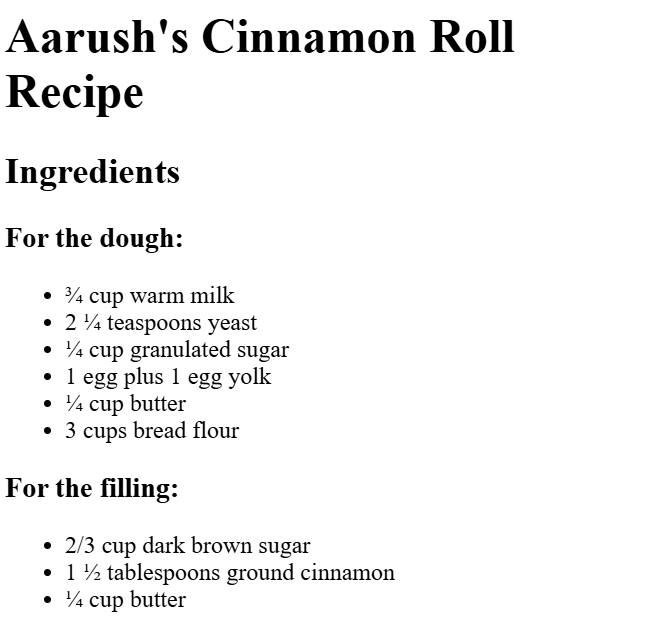 Aarush's Cinnamon Roll
Recipe
Ingredients
For the dough:
• ¾ cup warm milk
• 2 ¼ teaspoons yeast
• ¼ cup granulated sugar
• 1 egg plus 1 egg yolk
• ¼ cup butter
• 3 cups bread flour
For the filling:
• 2/3 cup dark brown sugar
• 1 ½ tablespoons ground cinnamon
• ¼ cup butter